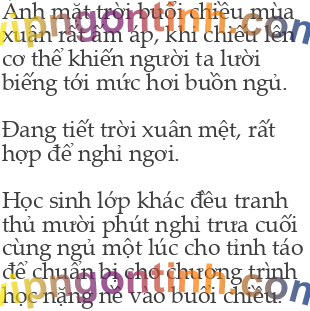 Ánh mặt trời buổi chiều mùa
xuân rất ấm áp, khi chiếu lên
cơ thể khiến người ta lười
biếng tới mức hơi buồn ngủ.
Đang tiết trời xuân mệt, rất
hợp để nghỉ ngơi.
Học sinh lớp khác đều tranh
thủ mười phút nghỉ trưa cuối
cùng ngủ một lúc cho tỉnh táo
để chuẩn bị cho chương trình
học nặng nề vào buổi chiều.